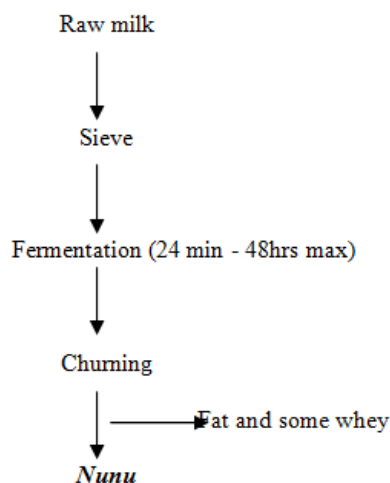 Raw milk
Sieve
Fermentation (24 min - 48hrs max)
Churning
Fat and some whey
Nunu